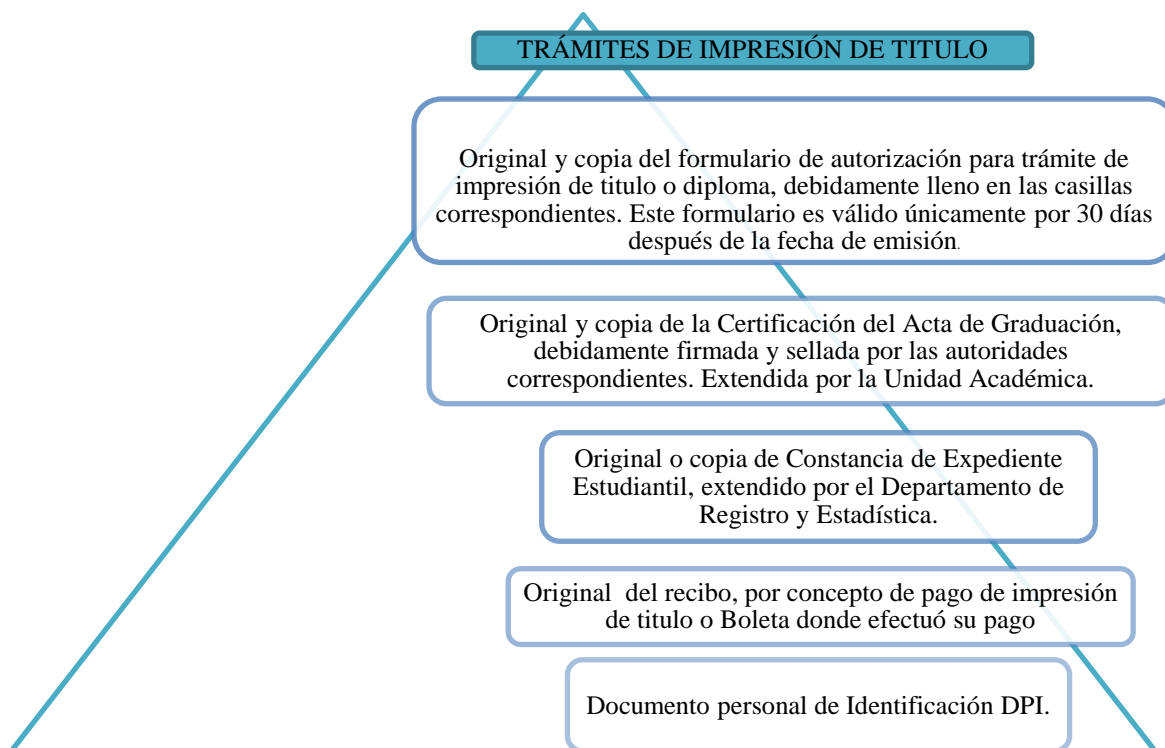 TRÁMITES DE IMPRESIÓN DE TITULO
Original y copia del formulario de autorización para trámite de
impresión de titulo o diploma, debidamente lleno en las casillas
correspondientes. Este formulario es válido únicamente por 30 días
después de la fecha de emisión.
Original y copia de la Certificación del Acta de Graduación,
debidamente firmada y sellada por las autoridades
correspondientes. Extendida por la Unidad Académica.
Original o copia de Constancia de Expediente
Estudiantil, extendido por el Departamento de
Registro y Estadística.
Original del recibo, por concepto de pago de impresión
de titulo o Boleta donde efectuó su pago
Documento personal de Identificación DPI.